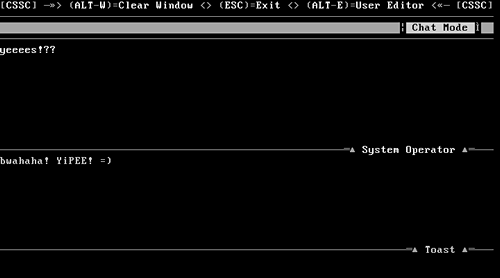 [CSSC] —»> (ALT-W)=Clear Window <> (ESC)=Exit <> (ALT-E)=User Editor <«— [CSSC]
Chat Mode
yeeees!??
System Operator
bwahaha! YiPEE! =)
Toast